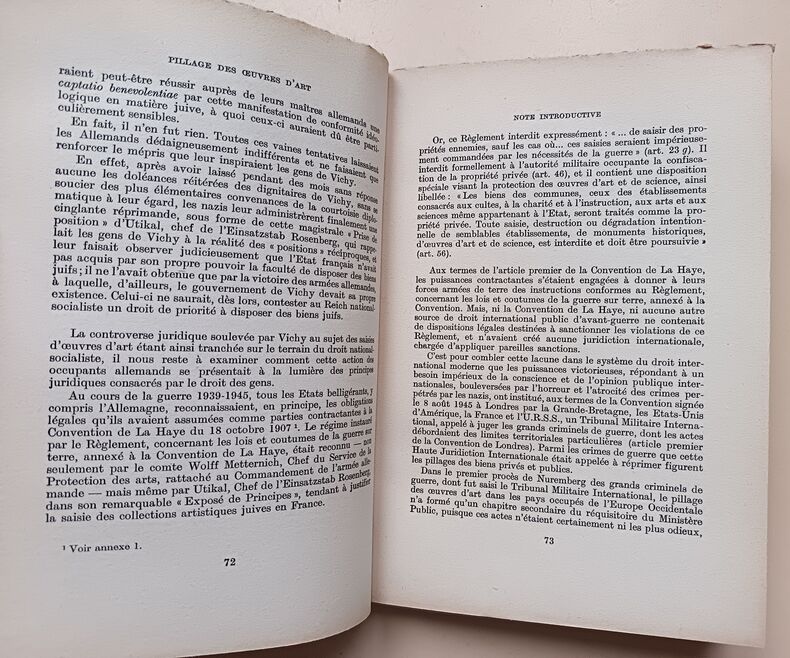 PILLAGE DES ŒUVRES D'ART
raient peut-être réussir auprès de leurs maîtres allemands une
captatio benevolentiae par cette manifestation de conformité idéo-
logique en matière juive, à quoi ceux-ci auraient dû être parti-
culièrement sensibles.
En fait, il n'en fut rien. Toutes ces vaines tentatives laissaient
les Allemands dédaigneusement indifférents et ne faisaient que
renforcer le mépris que leur inspiraient les gens de Vichy.
En effet, après avoir laissé pendant des mois sans réponse
aucune les doléances réitérées des dignitaires de Vichy, sans se
soucier des plus élémentaires convenances de la courtoisie diplo-
matique à leur égard, les nazis leur administrèrent finalement une
cinglante réprimande, sous forme de cette magistrale « Prise de
position » d'Utikal, chef de l'Einsatzstab Rosenberg, qui rappe-
lait les gens de Vichy à la réalité des « positions » réciproques, et
leur faisait observer judicieusement que l'Etat français n'avait
pas acquis par son propre pouvoir la faculté de disposer des biens
juifs ; il ne l'avait obtenue que par la victoire des armées allemandes,
à laquelle, d'ailleurs, le gouvernement de Vichy devait sa propre
existence. Celui-ci ne saurait, dès lors, contester au Reich national-
socialiste un droit de priorité à disposer des biens juifs.
La controverse juridique soulevée par Vichy au sujet des saisies
d'œuvres d'art étant ainsi tranchée sur le terrain du droit national-
socialiste, il nous reste à examiner comment cette action des
occupants allemands se présentait à la lumière des principes
juridiques consacrés par le droit des gens.
Au cours de la guerre 1939-1945, tous les Etats belligérants, y
compris l'Allemagne, reconnaissaient, en principe, les obligations
légales qu'ils avaient assumées comme parties contractantes à la
Convention de La Haye du 18 octobre 1907 ¹. Le régime instauré
par le Règlement, concernant les lois et coutumes de la guerre sur
terre, annexé à la Convention de La Haye, était reconnu — non
seulement par le comte Wolff Metternich, Chef du Service de la
Protection des arts, rattaché au Commandement de l'armée alle-
mande — mais même par Utikal, Chef de l'Einsatzstab Rosenberg,
dans son remarquable « Exposé de Principes », tendant à justifier
la saisie des collections artistiques juives en France.
¹ Voir annexe 1.
72
NOTE INTRODUCTIVE
Or, ce Règlement interdit expressément : « ... de saisir des pro-
priétés ennemies, sauf les cas où... ces saisies seraient impérieuse-
ment commandées par les nécessités de la guerre » (art. 23 g). Il
interdit formellement à l'autorité militaire occupante la confisca-
tion de la propriété privée (art. 46), et il contient une disposition
spéciale visant la protection des œuvres d'art et de science, ainsi
libellée : « Les biens des communes, ceux des établissements
consacrés aux cultes, à la charité et à l'instruction, aux arts et aux
sciences même appartenant à l'Etat, seront traités comme la pro-
priété privée. Toute saisie, destruction ou dégradation intention-
nelle de semblables établissements, de monuments historiques,
d'œuvres d'art et de science, est interdite et doit être poursuivie »
(art. 56).
Aux termes de l'article premier de la Convention de La Haye,
les puissances contractantes s'étaient engagées à donner à leurs
forces armées de terre des instructions conformes au Règlement,
concernant les lois et coutumes de la guerre sur terre, annexé à la
Convention. Mais, ni la Convention de La Haye, ni aucune autre
source de droit international public d'avant-guerre ne contenait
de dispositions légales destinées à sanctionner les violations de ce
Règlement, et n'avaient créé aucune juridiction internationale,
chargée d'appliquer pareilles sanctions.
C'est pour combler cette lacune dans le système du droit inter-
national moderne que les puissances victorieuses, répondant à un
besoin impérieux de la conscience et de l'opinion publique inter-
nationales, bouleversées par l'horreur et l'atrocité des crimes per-
pétrés par les nazis, ont institué, aux termes de la Convention signée
le 8 août 1945 à Londres par la Grande-Bretagne, les Etats-Unis
d'Amérique, la France et l'U.R.S.S., un Tribunal Militaire Interna-
tional, appelé à juger les grands criminels de guerre, dont les actes
débordaient des limites territoriales particulières (article premier
de la Convention de Londres). Parmi les crimes de guerre que cette
Haute Juridiction Internationale était appelée à réprimer figurent
les pillages des biens privés et publics.
Dans le premier procès de Nuremberg des grands criminels de
guerre, dont fut saisi le Tribunal Militaire International, le pillage
des œuvres d'art dans les pays occupés de l'Europe Occidentale
n'a formé qu'un chapitre secondaire du réquisitoire du Ministère
Public, puisque ces actes n'étaient certainement ni les plus odieux,
73